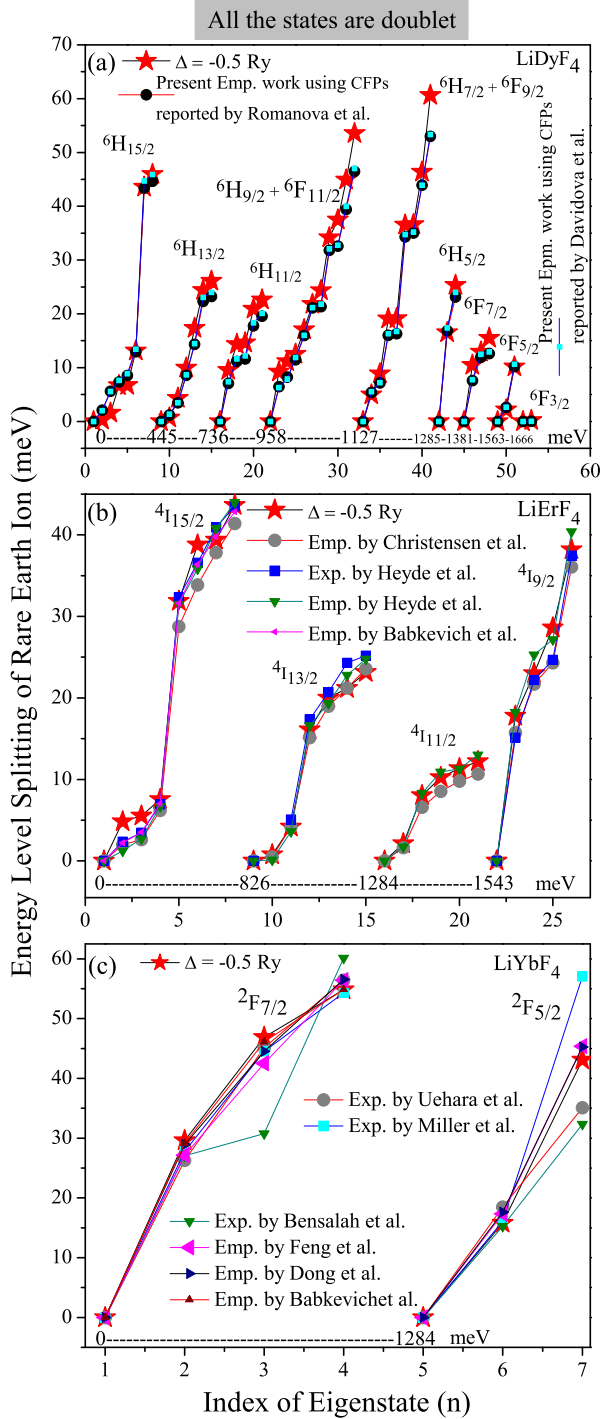 All the states are doublet
Energy Level Splitting of Rare Earth Ion (meV)
70
60
50
40
30
20
10
0
(a)
Δ = -0.5 Ry
LiDyF4
Present Emp. work using CFPs
reported by Romanova et al.
6H7/2 + 6F9/2
6H15/2
6H9/2 + 6F11/2
6H13/2
6H11/2
6H5/2
6F7/2
6F5/2
6F3/2
Present Epm. work using CFPs
reported by Davidova et al.
0----------445---736---958----------1127-------1285-1381-1563-1666 meV
0 10 20 30 40 50 60
40
30
20
10
0
(b)
4I15/2
Δ = -0.5 Ry
LiErF4
Emp. by Christensen et al.
Exp. by Heyde et al.
Emp. by Heyde et al.
Emp. by Babkevich et al.
4I9/2
4I13/2
4I11/2
0----------------826------------1284-----------1543 meV
0 5 10 15 20 25
60
50
40
30
20
10
0
(c)
Δ = -0.5 Ry
LiYbF4
2F7/2
2F5/2
Exp. by Uehara et al.
Exp. by Miller et al.
Exp. by Bensalah et al.
Emp. by Feng et al.
Emp. by Dong et al.
Emp. by Babkevichet al.
0-----------------------------------1284 meV
1 2 3 4 5 6 7
Index of Eigenstate (n)